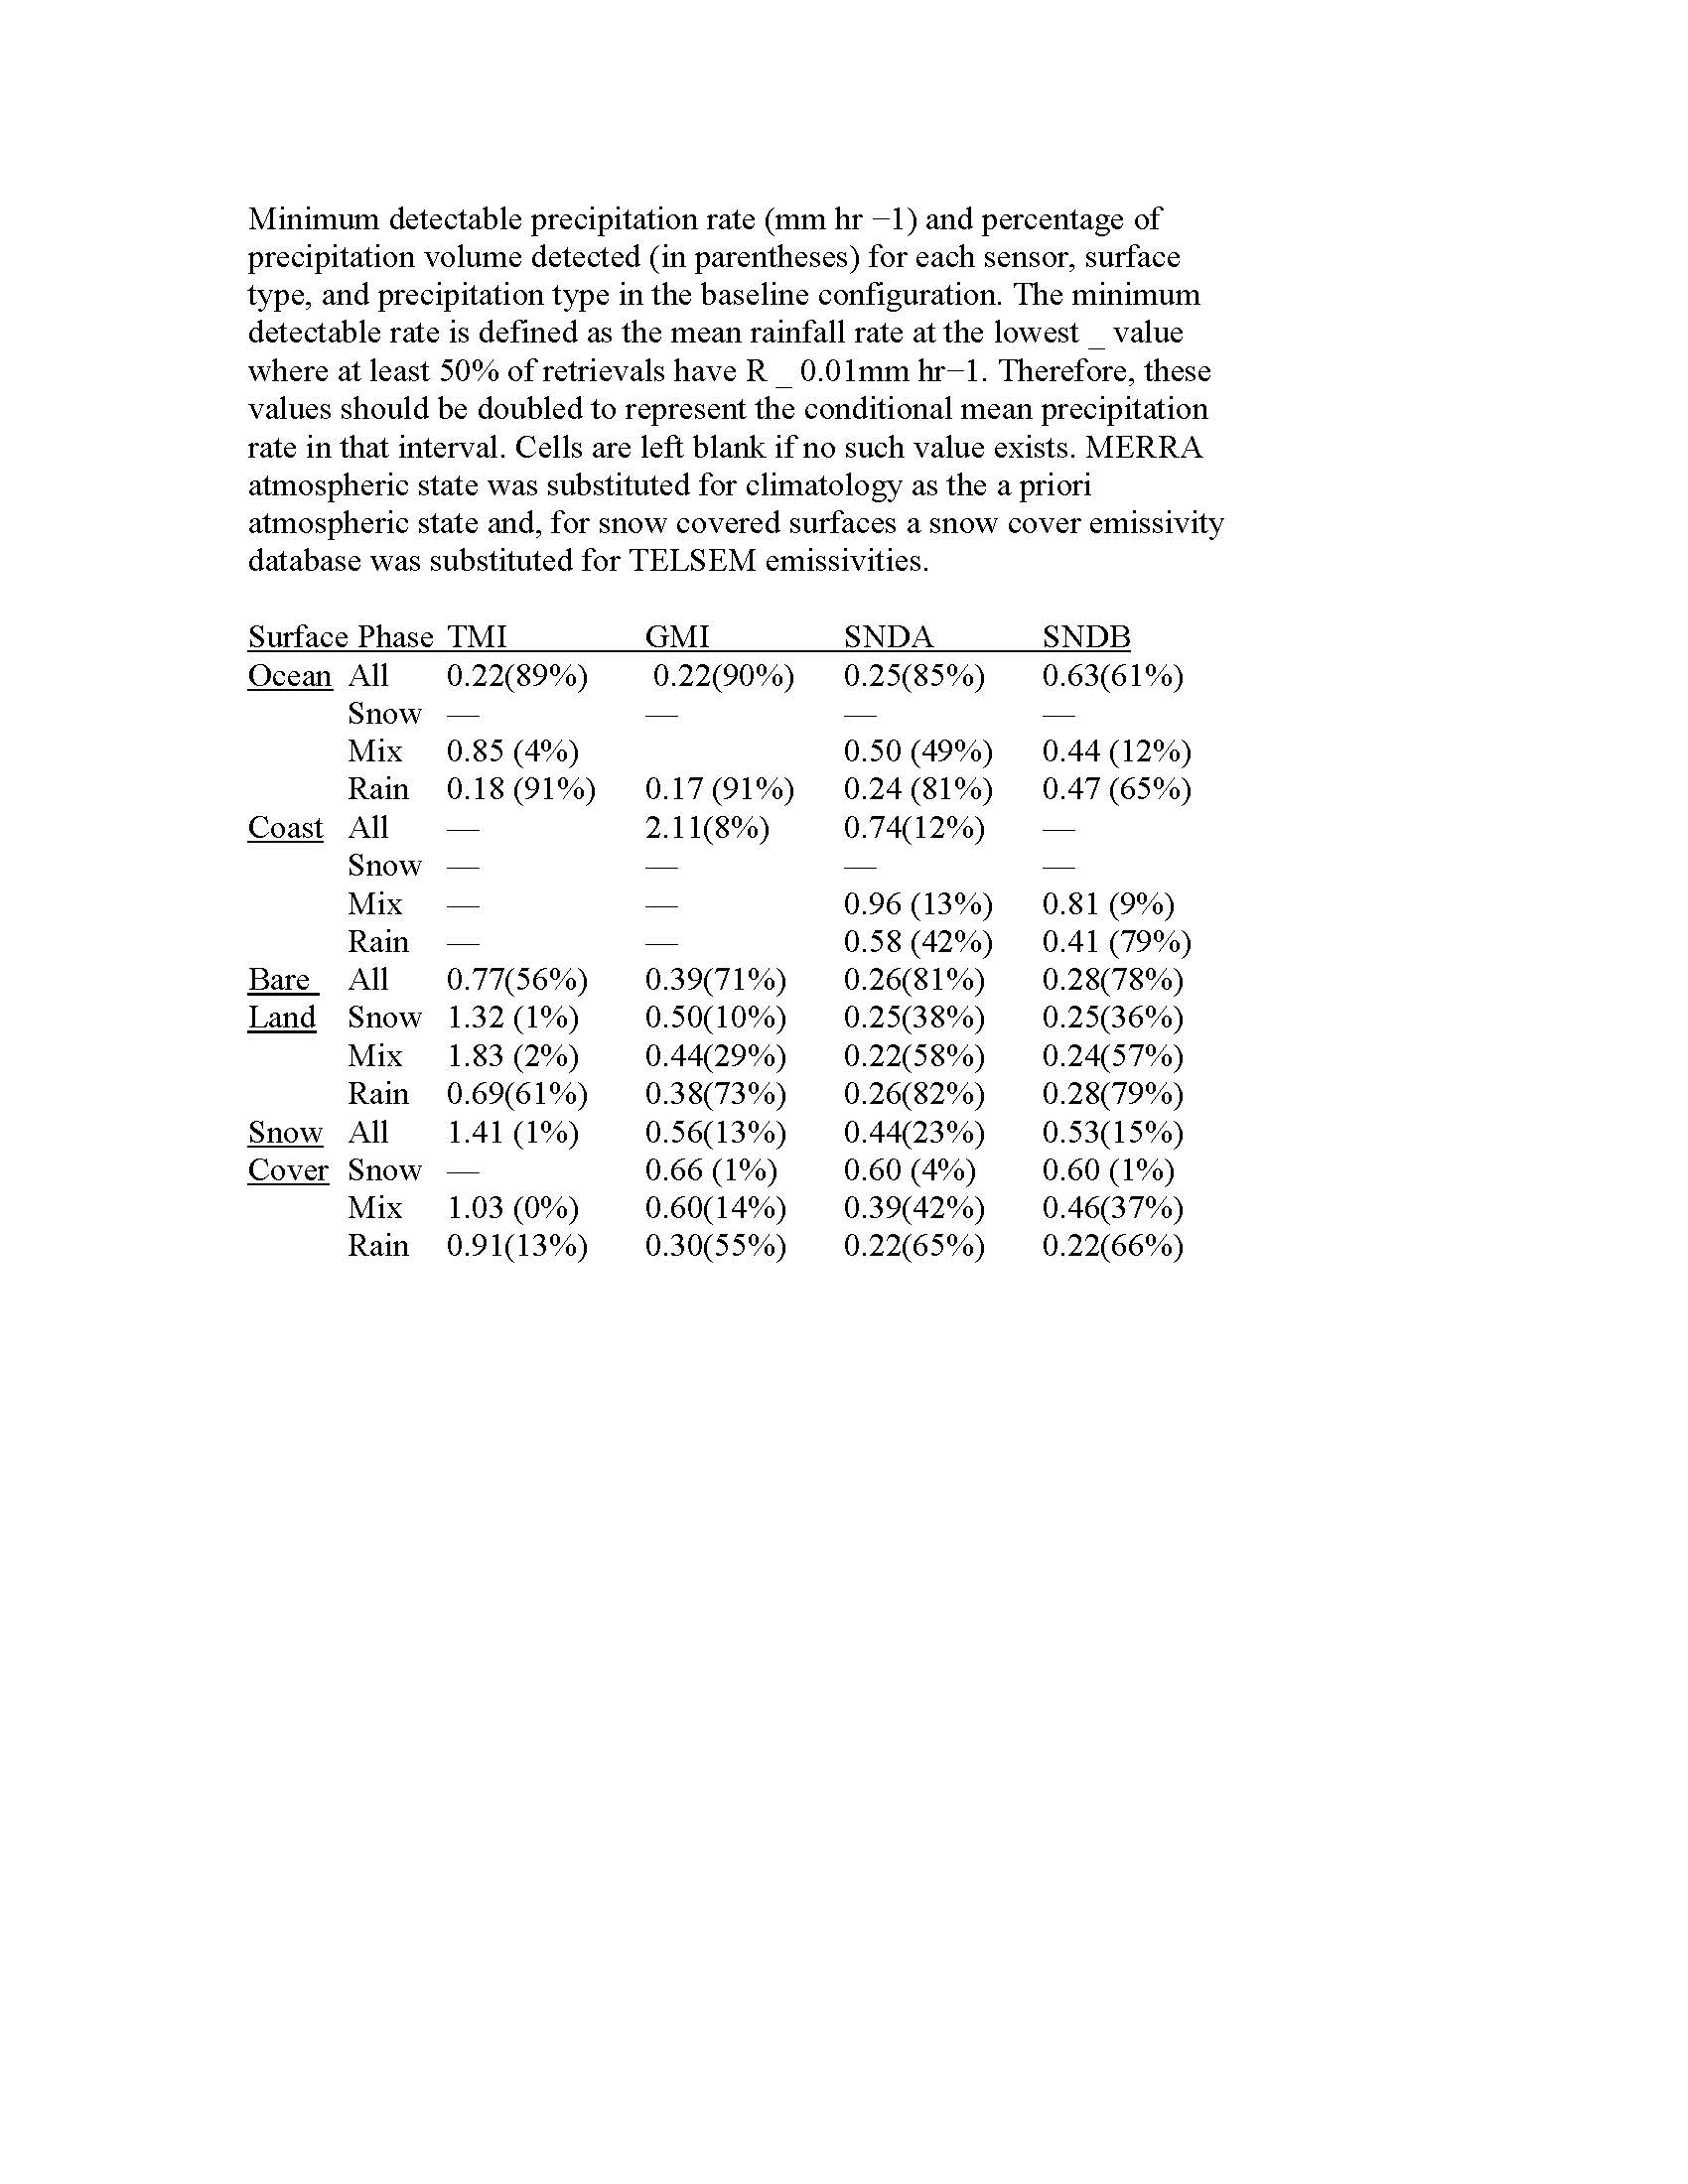 Minimum detectable precipitation rate (mm hr −1) and percentage of
precipitation volume detected (in parentheses) for each sensor, surface
type, and precipitation type in the baseline configuration. The minimum
detectable rate is defined as the mean rainfall rate at the lowest _ value
where at least 50% of retrievals have R _ 0.01mm hr−1. Therefore, these
values should be doubled to represent the conditional mean precipitation
rate in that interval. Cells are left blank if no such value exists. MERRA
atmospheric state was substituted for climatology as the a priori
atmospheric state and, for snow covered surfaces a snow cover emissivity
database was substituted for TELSEM emissivities.
Surface Phase TMI GMI SNDA SNDB
Ocean All 0.22(89%) 0.22(90%) 0.25(85%) 0.63(61%)
Snow — — — —
Mix 0.85 (4%) 0.50 (49%) 0.44 (12%)
Rain 0.18 (91%) 0.17 (91%) 0.24 (81%) 0.47 (65%)
Coast All — 2.11(8%) 0.74(12%) —
Snow — — — —
Mix — — 0.96 (13%) 0.81 (9%)
Rain — — 0.58 (42%) 0.41 (79%)
Bare All 0.77(56%) 0.39(71%) 0.26(81%) 0.28(78%)
Land Snow 1.32 (1%) 0.50(10%) 0.25(38%) 0.25(36%)
Mix 1.83 (2%) 0.44(29%) 0.22(58%) 0.24(57%)
Rain 0.69(61%) 0.38(73%) 0.26(82%) 0.28(79%)
Snow All 1.41 (1%) 0.56(13%) 0.44(23%) 0.53(15%)
Cover Snow — 0.66 (1%) 0.60 (4%) 0.60 (1%)
Mix 1.03 (0%) 0.60(14%) 0.39(42%) 0.46(37%)
Rain 0.91(13%) 0.30(55%) 0.22(65%) 0.22(66%)